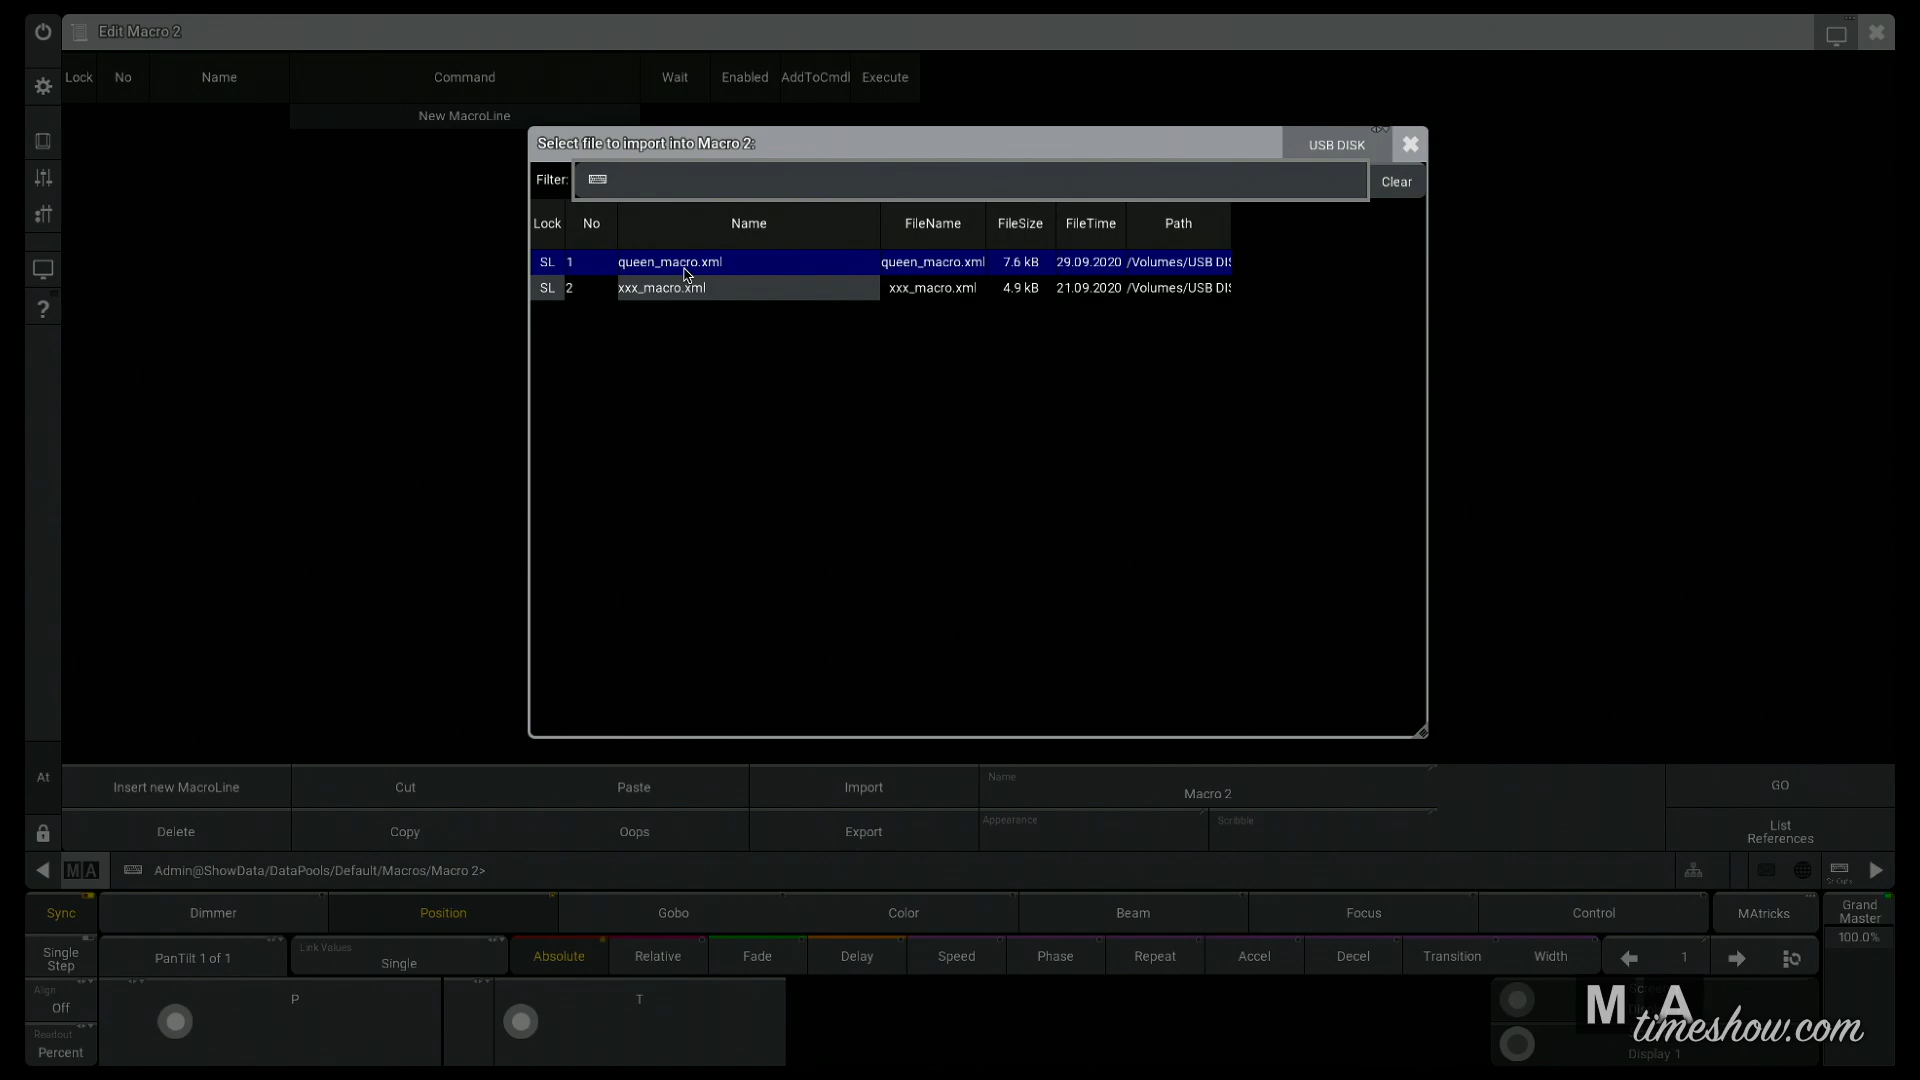 Edit Macro 2
Lock No Name Command Wait Enabled AddToCmdl Execute
New MacroLine
Select file to import into Macro 2:
USB DISK
Filter:
Clear
Lock No Name FileName FileSize FileTime Path
SL 1 queen_macro.xml queen_macro.xml 7.6 kB 29.09.2020 /Volumes/USB DIS
SL 2 xxx_macro.xml xxx_macro.xml 4.9 kB 21.09.2020 /Volumes/USB DIS
?
At
Insert new MacroLine Cut Paste Import
Name
Macro 2
GO
Delete Copy Oops Export
Appearance
Scribble
List
References
MA
Admin@ShowData/DataPools/Default/Macros/Macro 2>
Sync Dimmer Position Gobo Color Beam Focus Control MAtricks
Grand
Master
100.0%
Single
Step
PanTilt 1 of 1
Link Values
Single
Absolute Relative Fade Delay Speed Phase Repeat Accel Decel Transition Width 1
Align
Off
P
T
Readout
Percent
Display 1
MA
timeshow.com